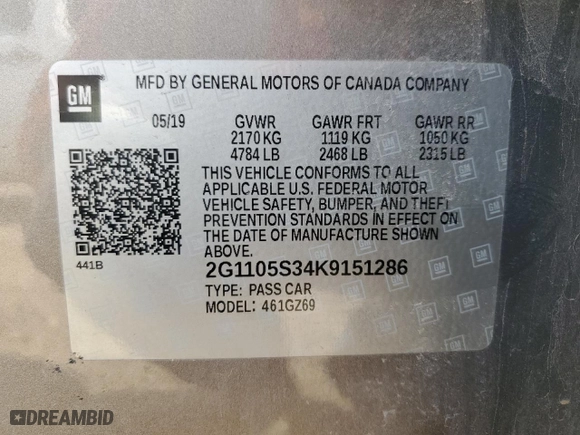 GM
MFD BY GENERAL MOTORS OF CANADA COMPANY
05/19 GVWR GAWR FRT GAWR RR
2170 KG 1119 KG 1050 KG
4784 LB 2468 LB 2315 LB
THIS VEHICLE CONFORMS TO ALL
APPLICABLE U.S. FEDERAL MOTOR
VEHICLE SAFETY, BUMPER, AND THEFT
PREVENTION STANDARDS IN EFFECT ON
THE DATE OF MANUFACTURE SHOWN
ABOVE.
441B
2G1105S34K9151286
TYPE: PASS CAR
MODEL: 461GZ69
DREAMBID